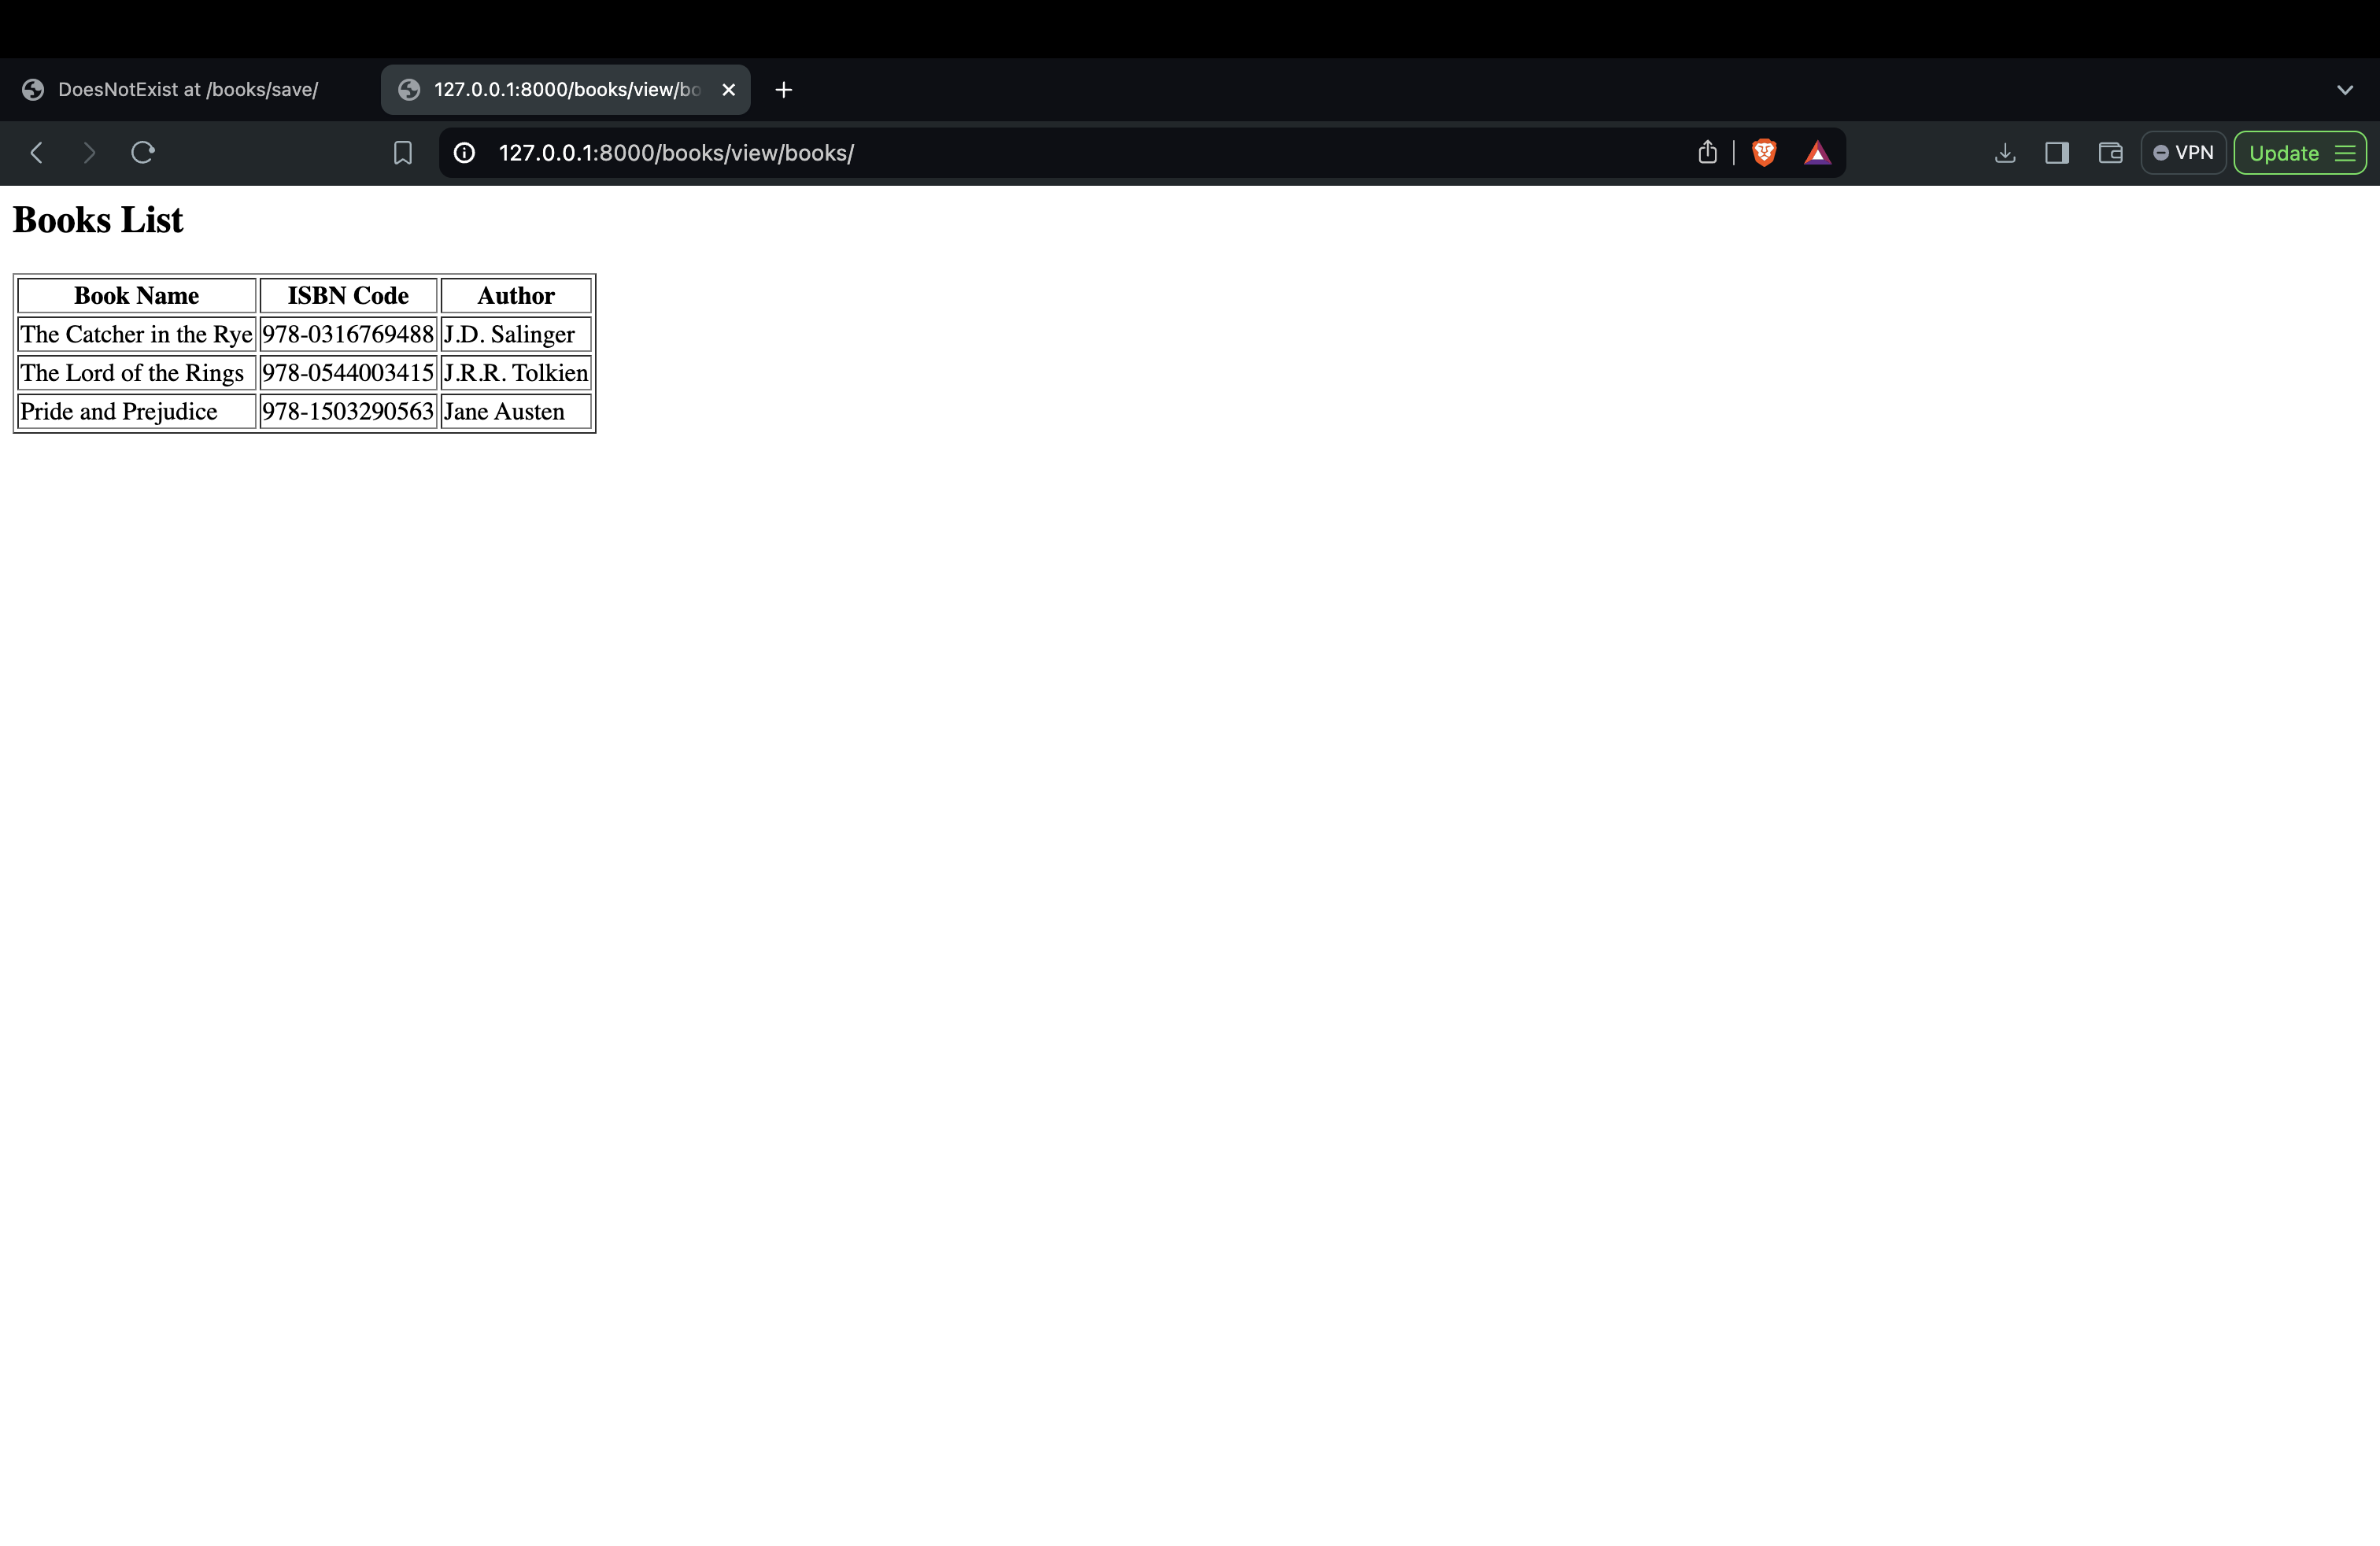 DoesNotExist at /books/save/
127.0.0.1:8000/books/view/bo
127.0.0.1:8000/books/view/books/
VPN
Update
Books List
Book Name ISBN Code Author
The Catcher in the Rye 978-0316769488 J.D. Salinger
The Lord of the Rings 978-0544003415 J.R.R. Tolkien
Pride and Prejudice 978-1503290563 Jane Austen